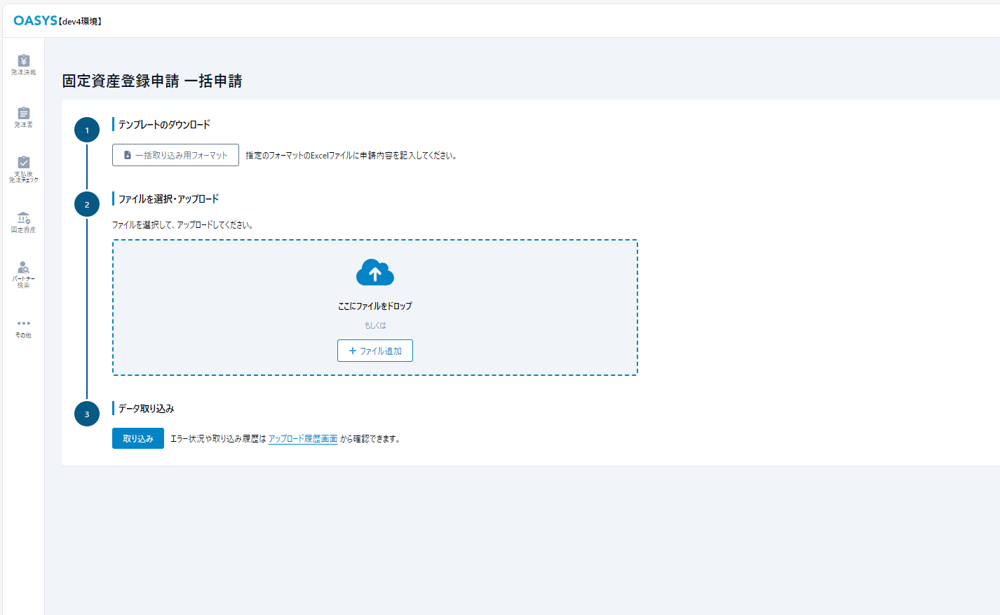 OASYS【dev4環境】
発注決裁
発注書
支払後
発注チェック
固定資産
パートナー
検索
その他
固定資産登録申請 一括申請
1
テンプレートのダウンロード
一括取り込み用フォーマット 指定のフォーマットのExcelファイルに申請内容を記入してください。
2
ファイルを選択・アップロード
ファイルを選択して、アップロードしてください。
ここにファイルをドロップ
もしくは
+ ファイル追加
3
データ取り込み
取り込み エラー状況や取り込み履歴は アップロード履歴画面 から確認できます。